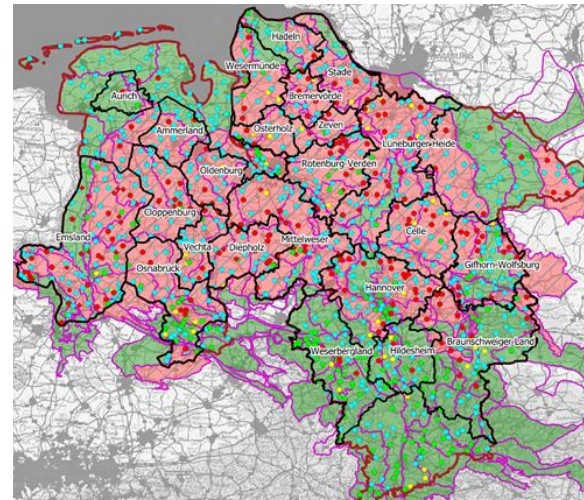 Hadeln
Wesermünde
Stade
Bremervörde
Aurich
Ammerland
Osterholz
Zeven
Lüneburger Heide
Oldenburg
Rotenburg-Verden
Cloppenburg
Emsland
Vechta
Diepholz
Mittelweser
Celle
Gifhorn-Wolfsburg
Osnabrück
Hannover
Weserbergland
Hildesheim
Braunschweiger Land